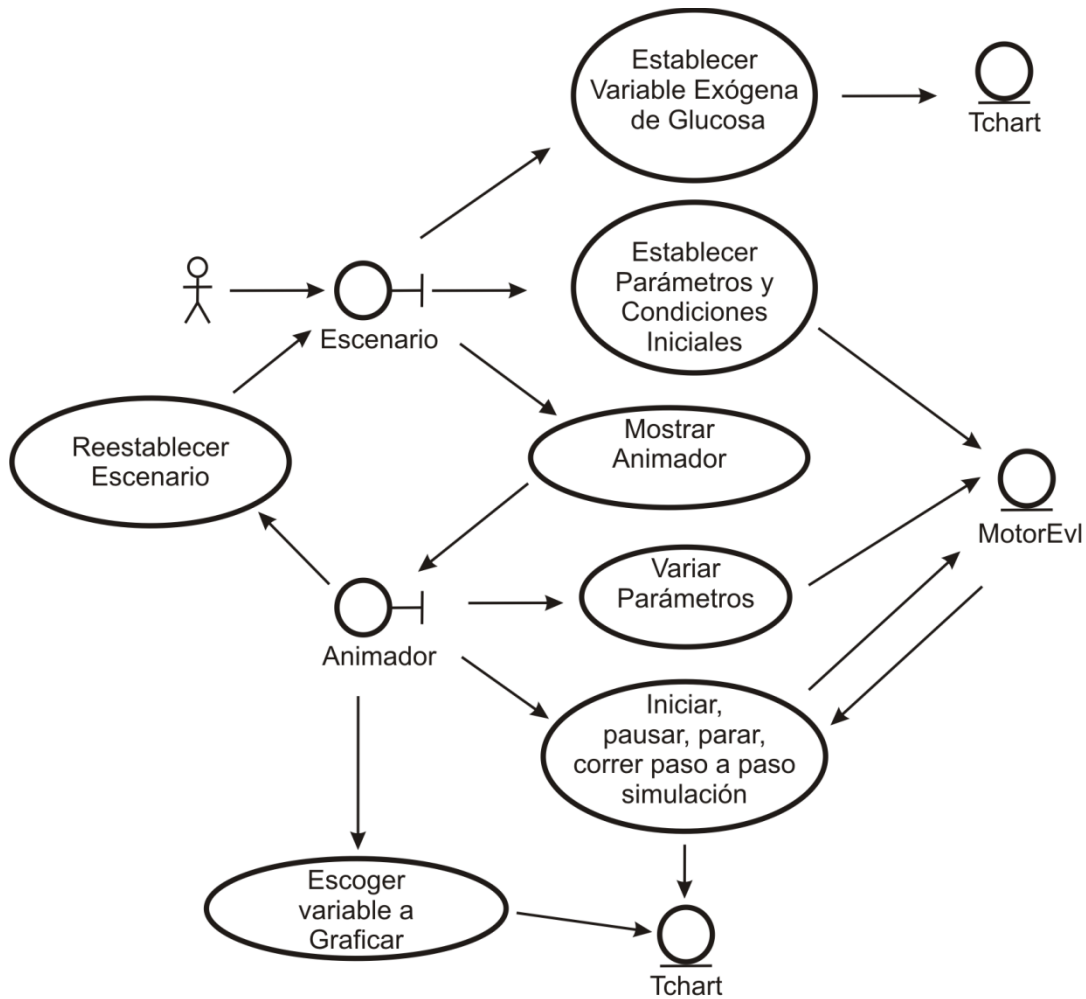 Establecer
Variable Exógena
de Glucosa
Tchart
Establecer
Parámetros y
Condiciones
Iniciales
Escenario
Reestablecer
Escenario
Mostrar
Animador
MotorEvl
Variar
Parámetros
Animador
Iniciar,
pausar, parar,
correr paso a paso
simulación
Escoger
variable a
Graficar
Tchart